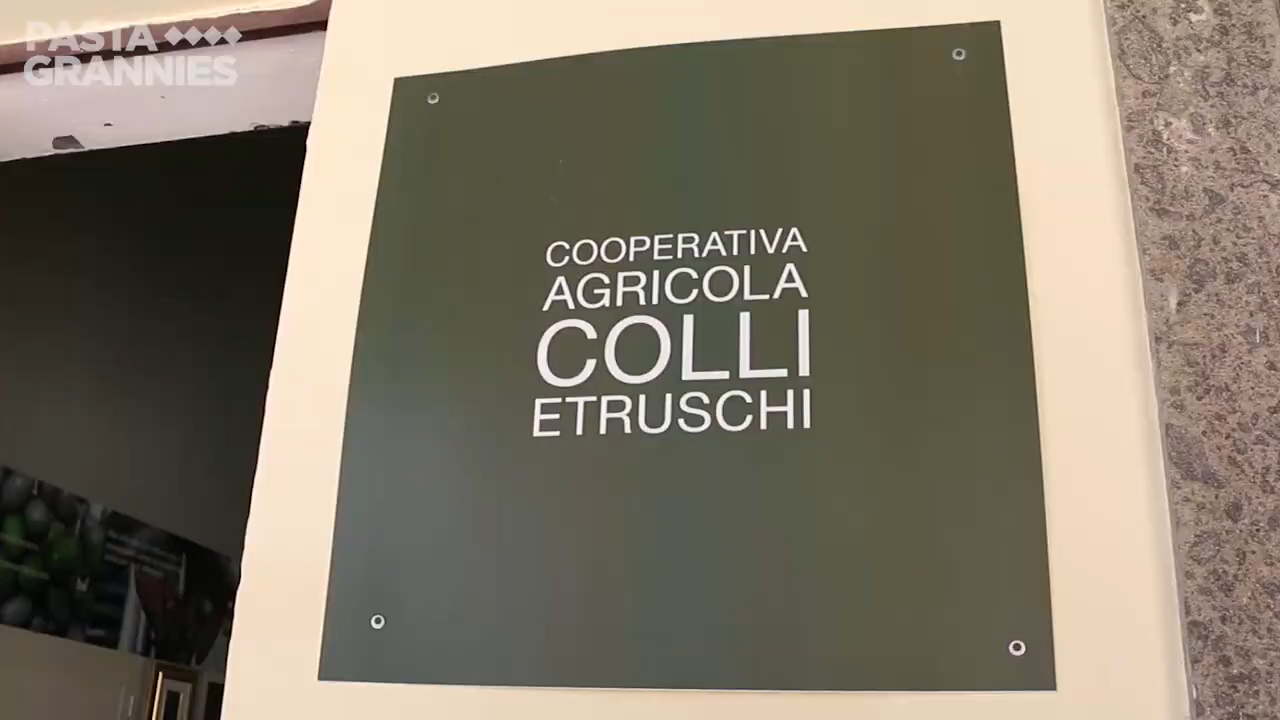 PASTA
GRANNIES
COOPERATIVA
AGRICOLA
COLLI
ETRUSCHI